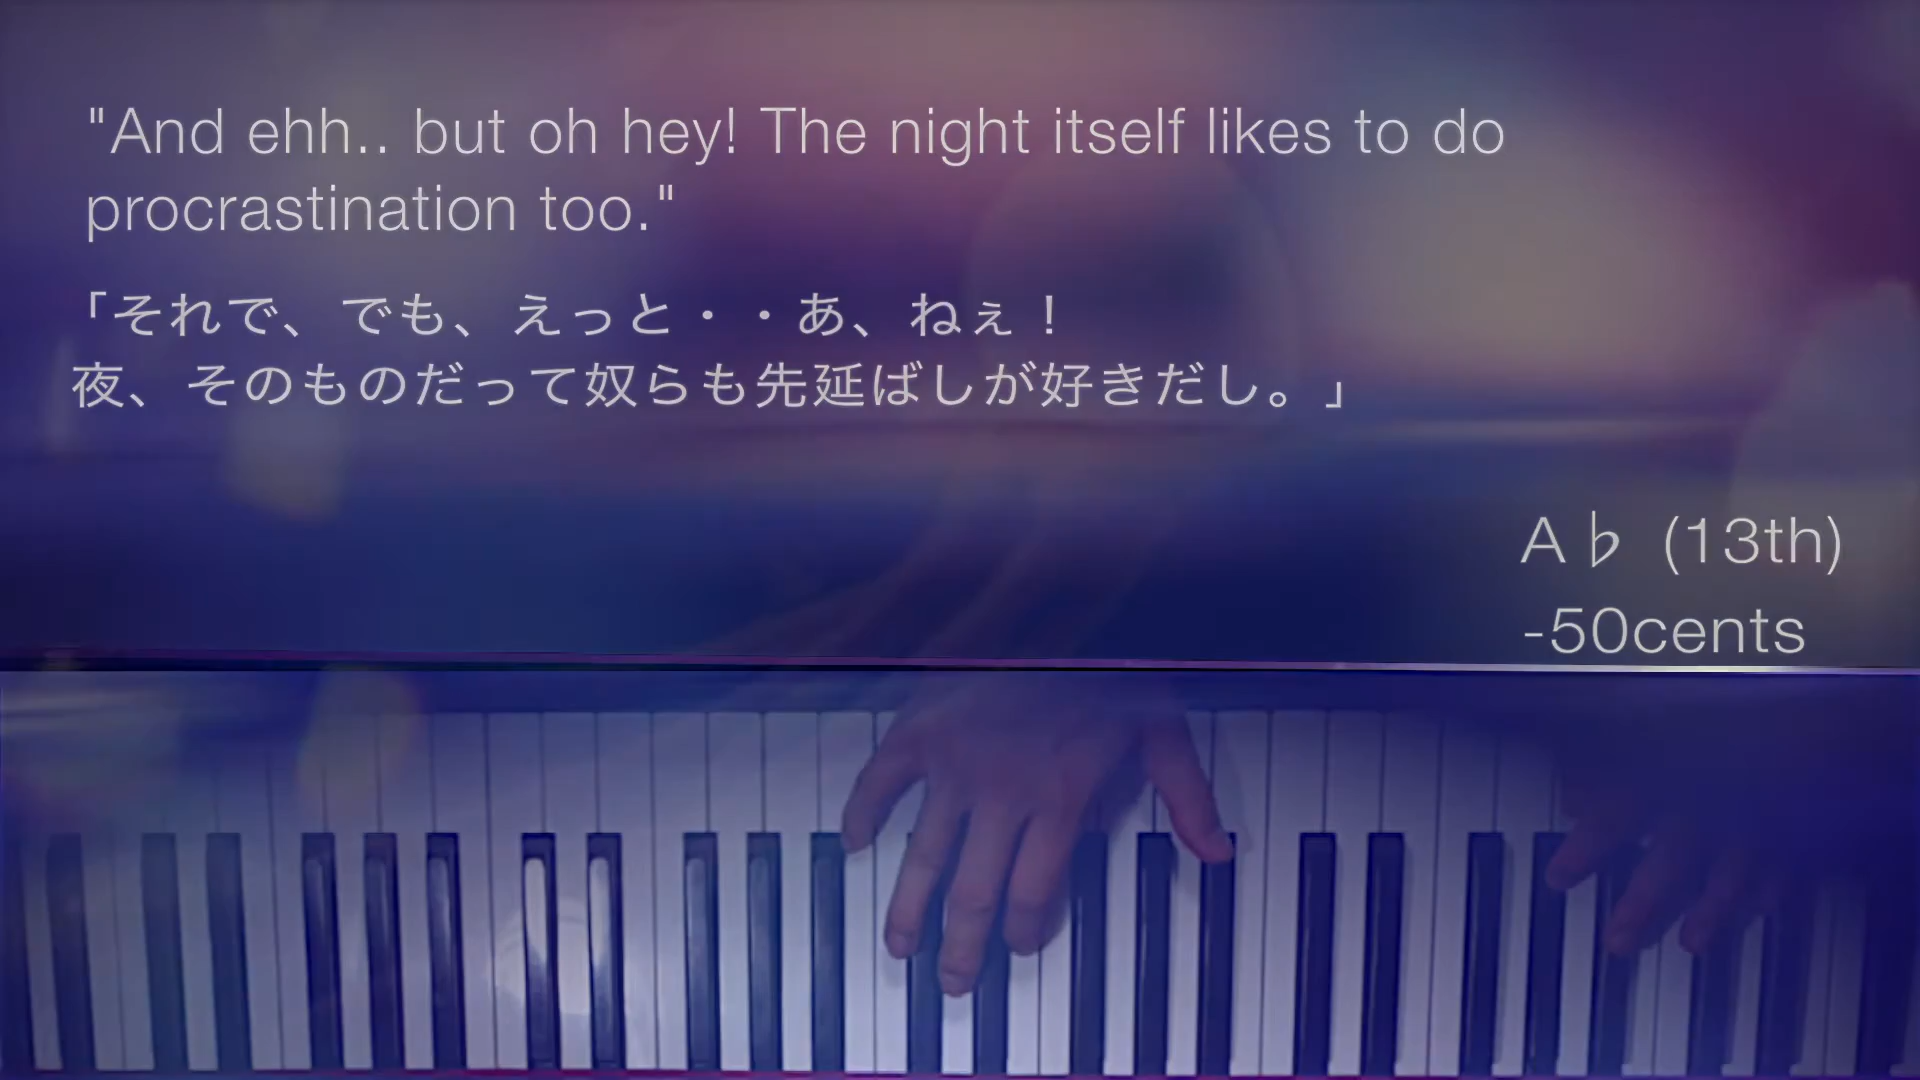 "And ehh.. but oh hey! The night itself likes to do
procrastination too."
「それで、でも、えっと・・あ、ねぇ！
夜、そのものだって奴らも先延ばしが好きだし。」
A♭ (13th)
-50cents